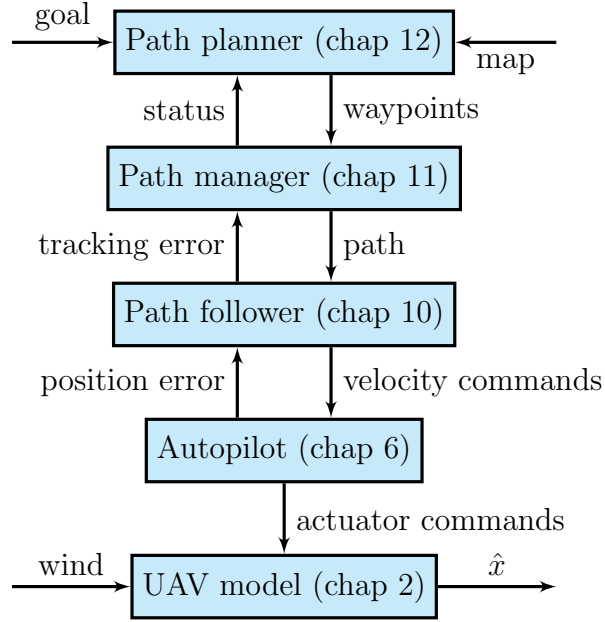 goal
Path planner (chap 12)
map
status
waypoints
Path manager (chap 11)
tracking error
path
Path follower (chap 10)
position error
velocity commands
Autopilot (chap 6)
actuator commands
wind
UAV model (chap 2)
x̂